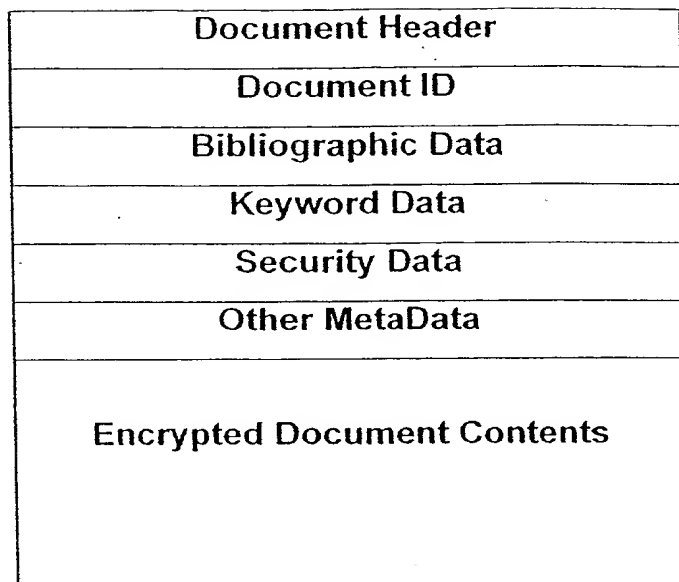 Document Header
Document ID
Bibliographic Data
Keyword Data
Security Data
Other MetaData
Encrypted Document Contents